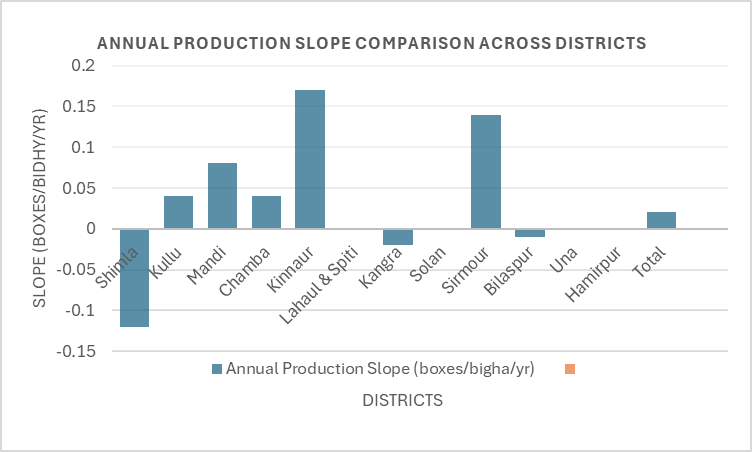 ANNUAL PRODUCTION SLOPE COMPARISON ACROSS DISTRICTS
SLOPE (BOXES/BIDHY/YR)
0.2
0.15
0.1
0.05
0
-0.05
-0.1
-0.15
Shimla
Kullu
Mandi
Chamba
Kinnaur
Lahaul & Spiti
Kangra
Solan
Sirmour
Bilaspur
Una
Hamirpur
Total
Annual Production Slope (boxes/bigha/yr)
DISTRICTS